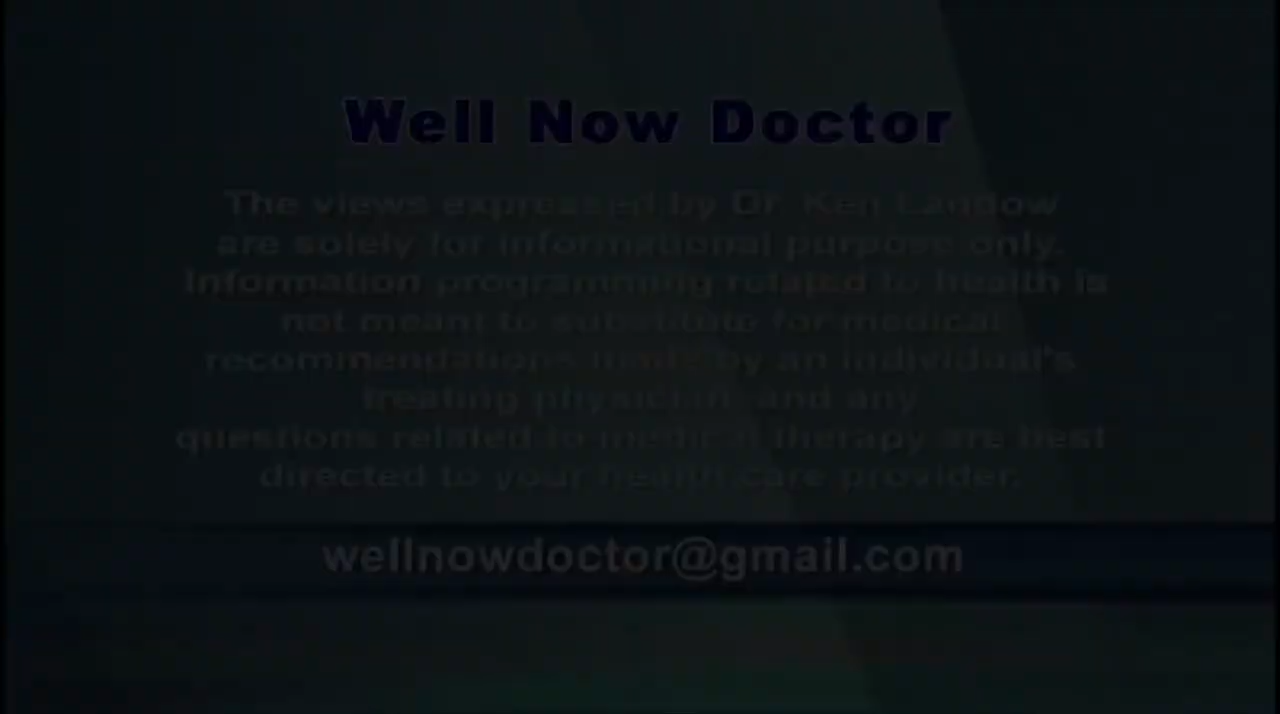 Well Now Doctor
The views expressed by Dr. Ken Landow
are solely for informational purpose only.
Information programming related to health is
not meant to substitute for medical
recommendations made by an individual's
treating physician, and any
questions related to medical therapy are best
directed to your health care provider.
wellnowdoctor@gmail.com